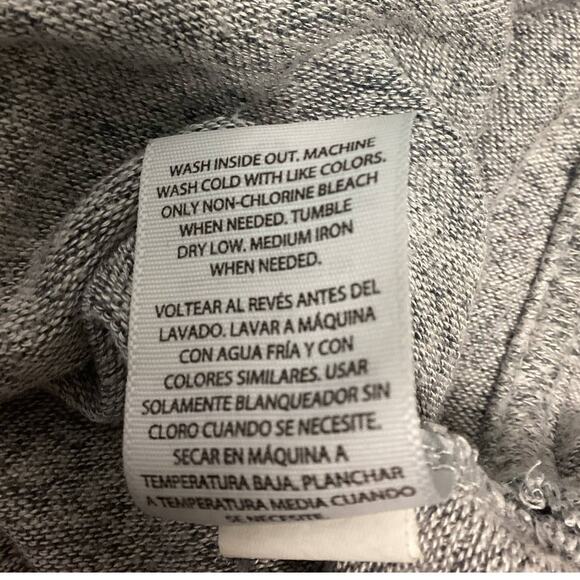 WASH INSIDE OUT. MACHINE
WASH COLD WITH LIKE COLORS.
ONLY NON-CHLORINE BLEACH
WHEN NEEDED. TUMBLE
DRY LOW. MEDIUM IRON
WHEN NEEDED.
VOLTEAR AL REVÉS ANTES DEL
LAVADO. LAVAR A MÁQUINA
CON AGUA FRÍA Y CON
COLORES SIMILARES. USAR
SOLAMENTE BLANQUEADOR SIN
CLORO CUANDO SE NECESITE.
SECAR EN MÁQUINA A
TEMPERATURA BAJA. PLANCHAR
A TEMPERATURA MEDIA CUANDO
SE NECESITE